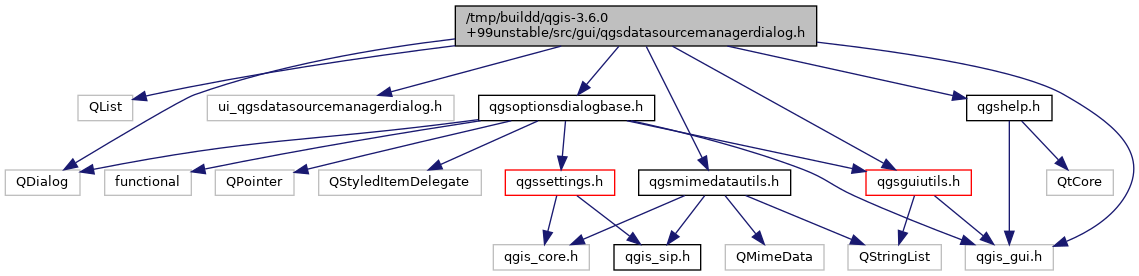 /tmp/buildd/qgis-3.6.0
+99unstable/src/gui/qgsdatasourcemanagerdialog.h
QList
ui_qgsdatasourcemanagerdialog.h
qgsoptionsdialogbase.h
qgshelp.h
QDialog
functional
QPointer
QStyledItemDelegate
qgssettings.h
qgsmimedatautils.h
qgsguiutils.h
QtCore
qgis_core.h
qgis_sip.h
QMimeData
QStringList
qgis_gui.h